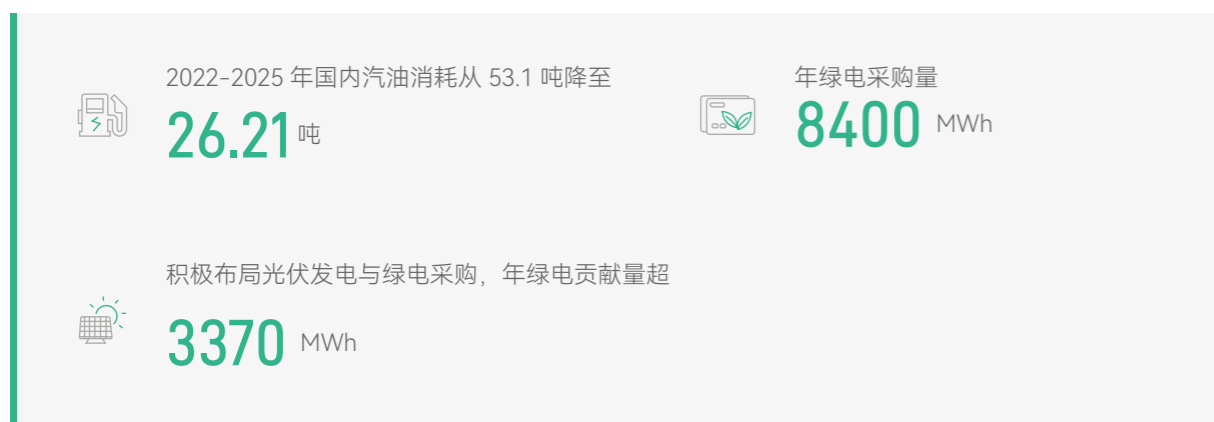 2022-2025 年国内汽油消耗从 53.1 吨降至
26.21 吨
年绿电采购量
8400 MWh
积极布局光伏发电与绿电采购，年绿电贡献量超
3370 MWh